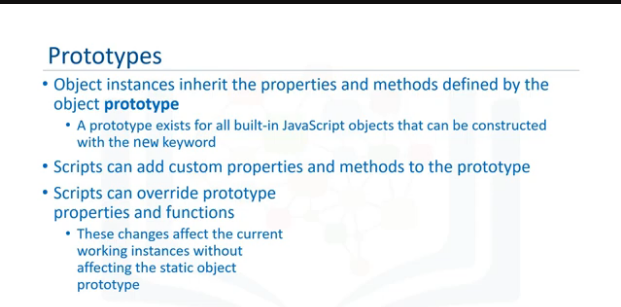 Prototypes
• Object instances inherit the properties and methods defined by the
object prototype
• A prototype exists for all built-in JavaScript objects that can be constructed
with the new keyword
• Scripts can add custom properties and methods to the prototype
• Scripts can override prototype
properties and functions
• These changes affect the current
working instances without
affecting the static object
prototype